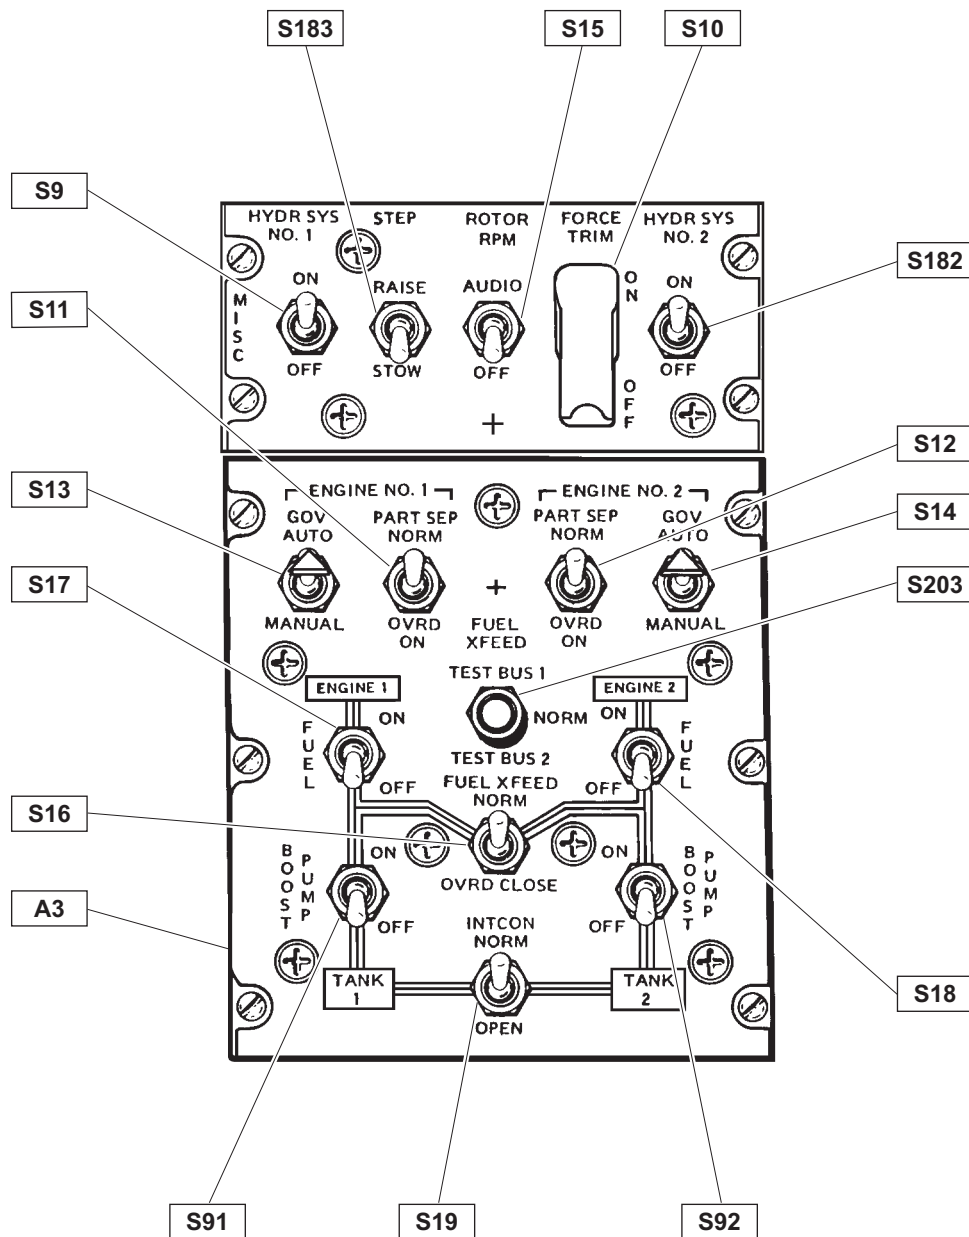 S183 S15 S10
S9
HYDR SYS NO. 1
STEP
ROTOR RPM
FORCE TRIM
HYDR SYS NO. 2
S182
S11
MISC
ON
OFF
RAISE
STOW
AUDIO
OFF
ON
OFF
ON
OFF
S12
S13
ENGINE NO. 1
ENGINE NO. 2
S14
GOV AUTO
PART SEP NORM
PART SEP NORM
GOV AUTO
S17
S203
MANUAL
OVRD ON
FUEL XFEED
OVRD ON
MANUAL
TEST BUS 1
ENGINE 1
ENGINE 2
NORM
ON
ON
FUEL
FUEL
TEST BUS 2
OFF
OFF
FUEL XFEED
NORM
S16
ON
ON
BOOST PUMP
BOOST PUMP
OVRD CLOSE
A3
OFF
OFF
INTCON
NORM
TANK 1
TANK 2
S18
OPEN
S91 S19 S92